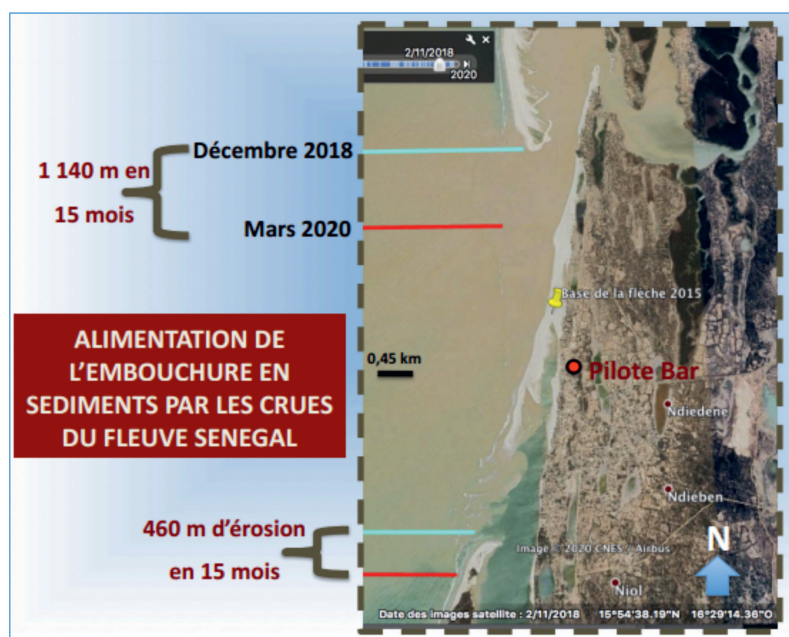 2/11/2018
2020
Décembre 2018
1 140 m en
15 mois
Mars 2020
Base de la flèche 2015
ALIMENTATION DE
L'EMBOUCHURE EN
SEDIMENTS PAR LES CRUES
DU FLEUVE SENEGAL
0,45 km
Pilote Bar
Ndiedene
Ndieben
460 m d'érosion
en 15 mois
Image © 2020 CNES / Airbus
N
Niol
Date des images satellite : 2/11/2018 15°54'38.19"N 16°29'14.36"O